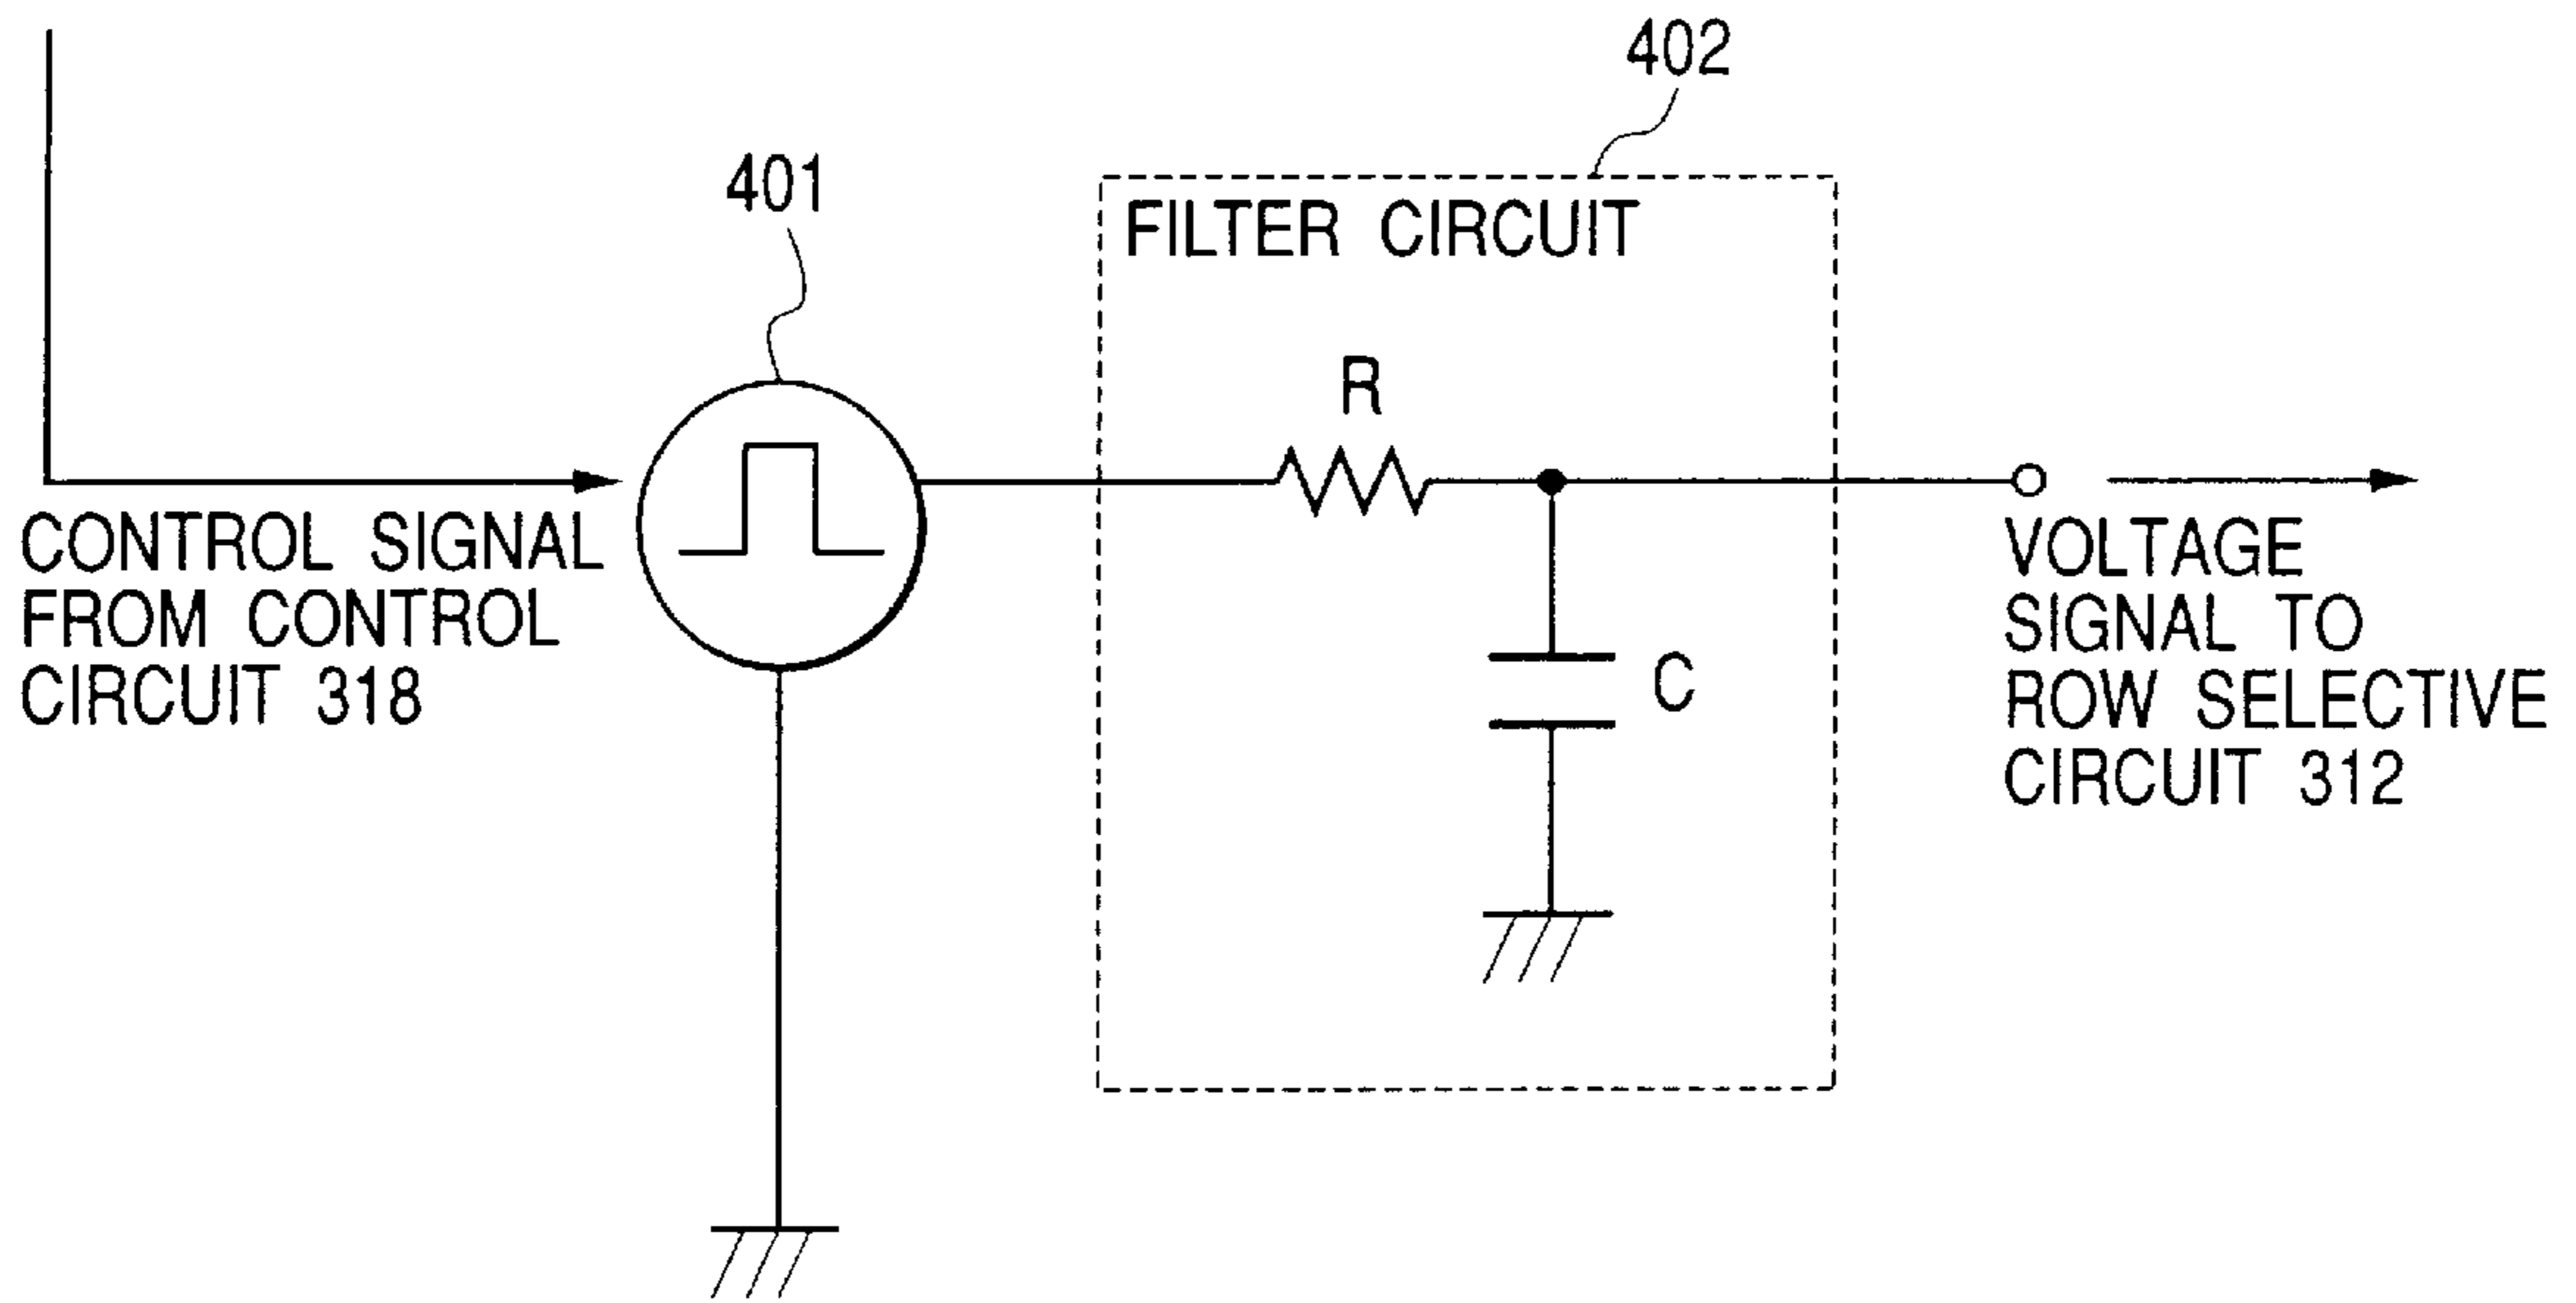 402
401
FILTER CIRCUIT
R
CONTROL SIGNAL
FROM CONTROL
CIRCUIT 318
VOLTAGE
SIGNAL TO
ROW SELECTIVE
CIRCUIT 312
C